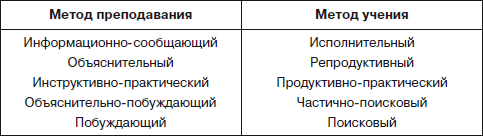 Метод преподавания Метод учения
Информационно-сообщающий Исполнительный
Объяснительный Репродуктивный
Инструктивно-практический Продуктивно-практический
Объяснительно-побуждающий Частично-поисковый
Побуждающий Поисковый